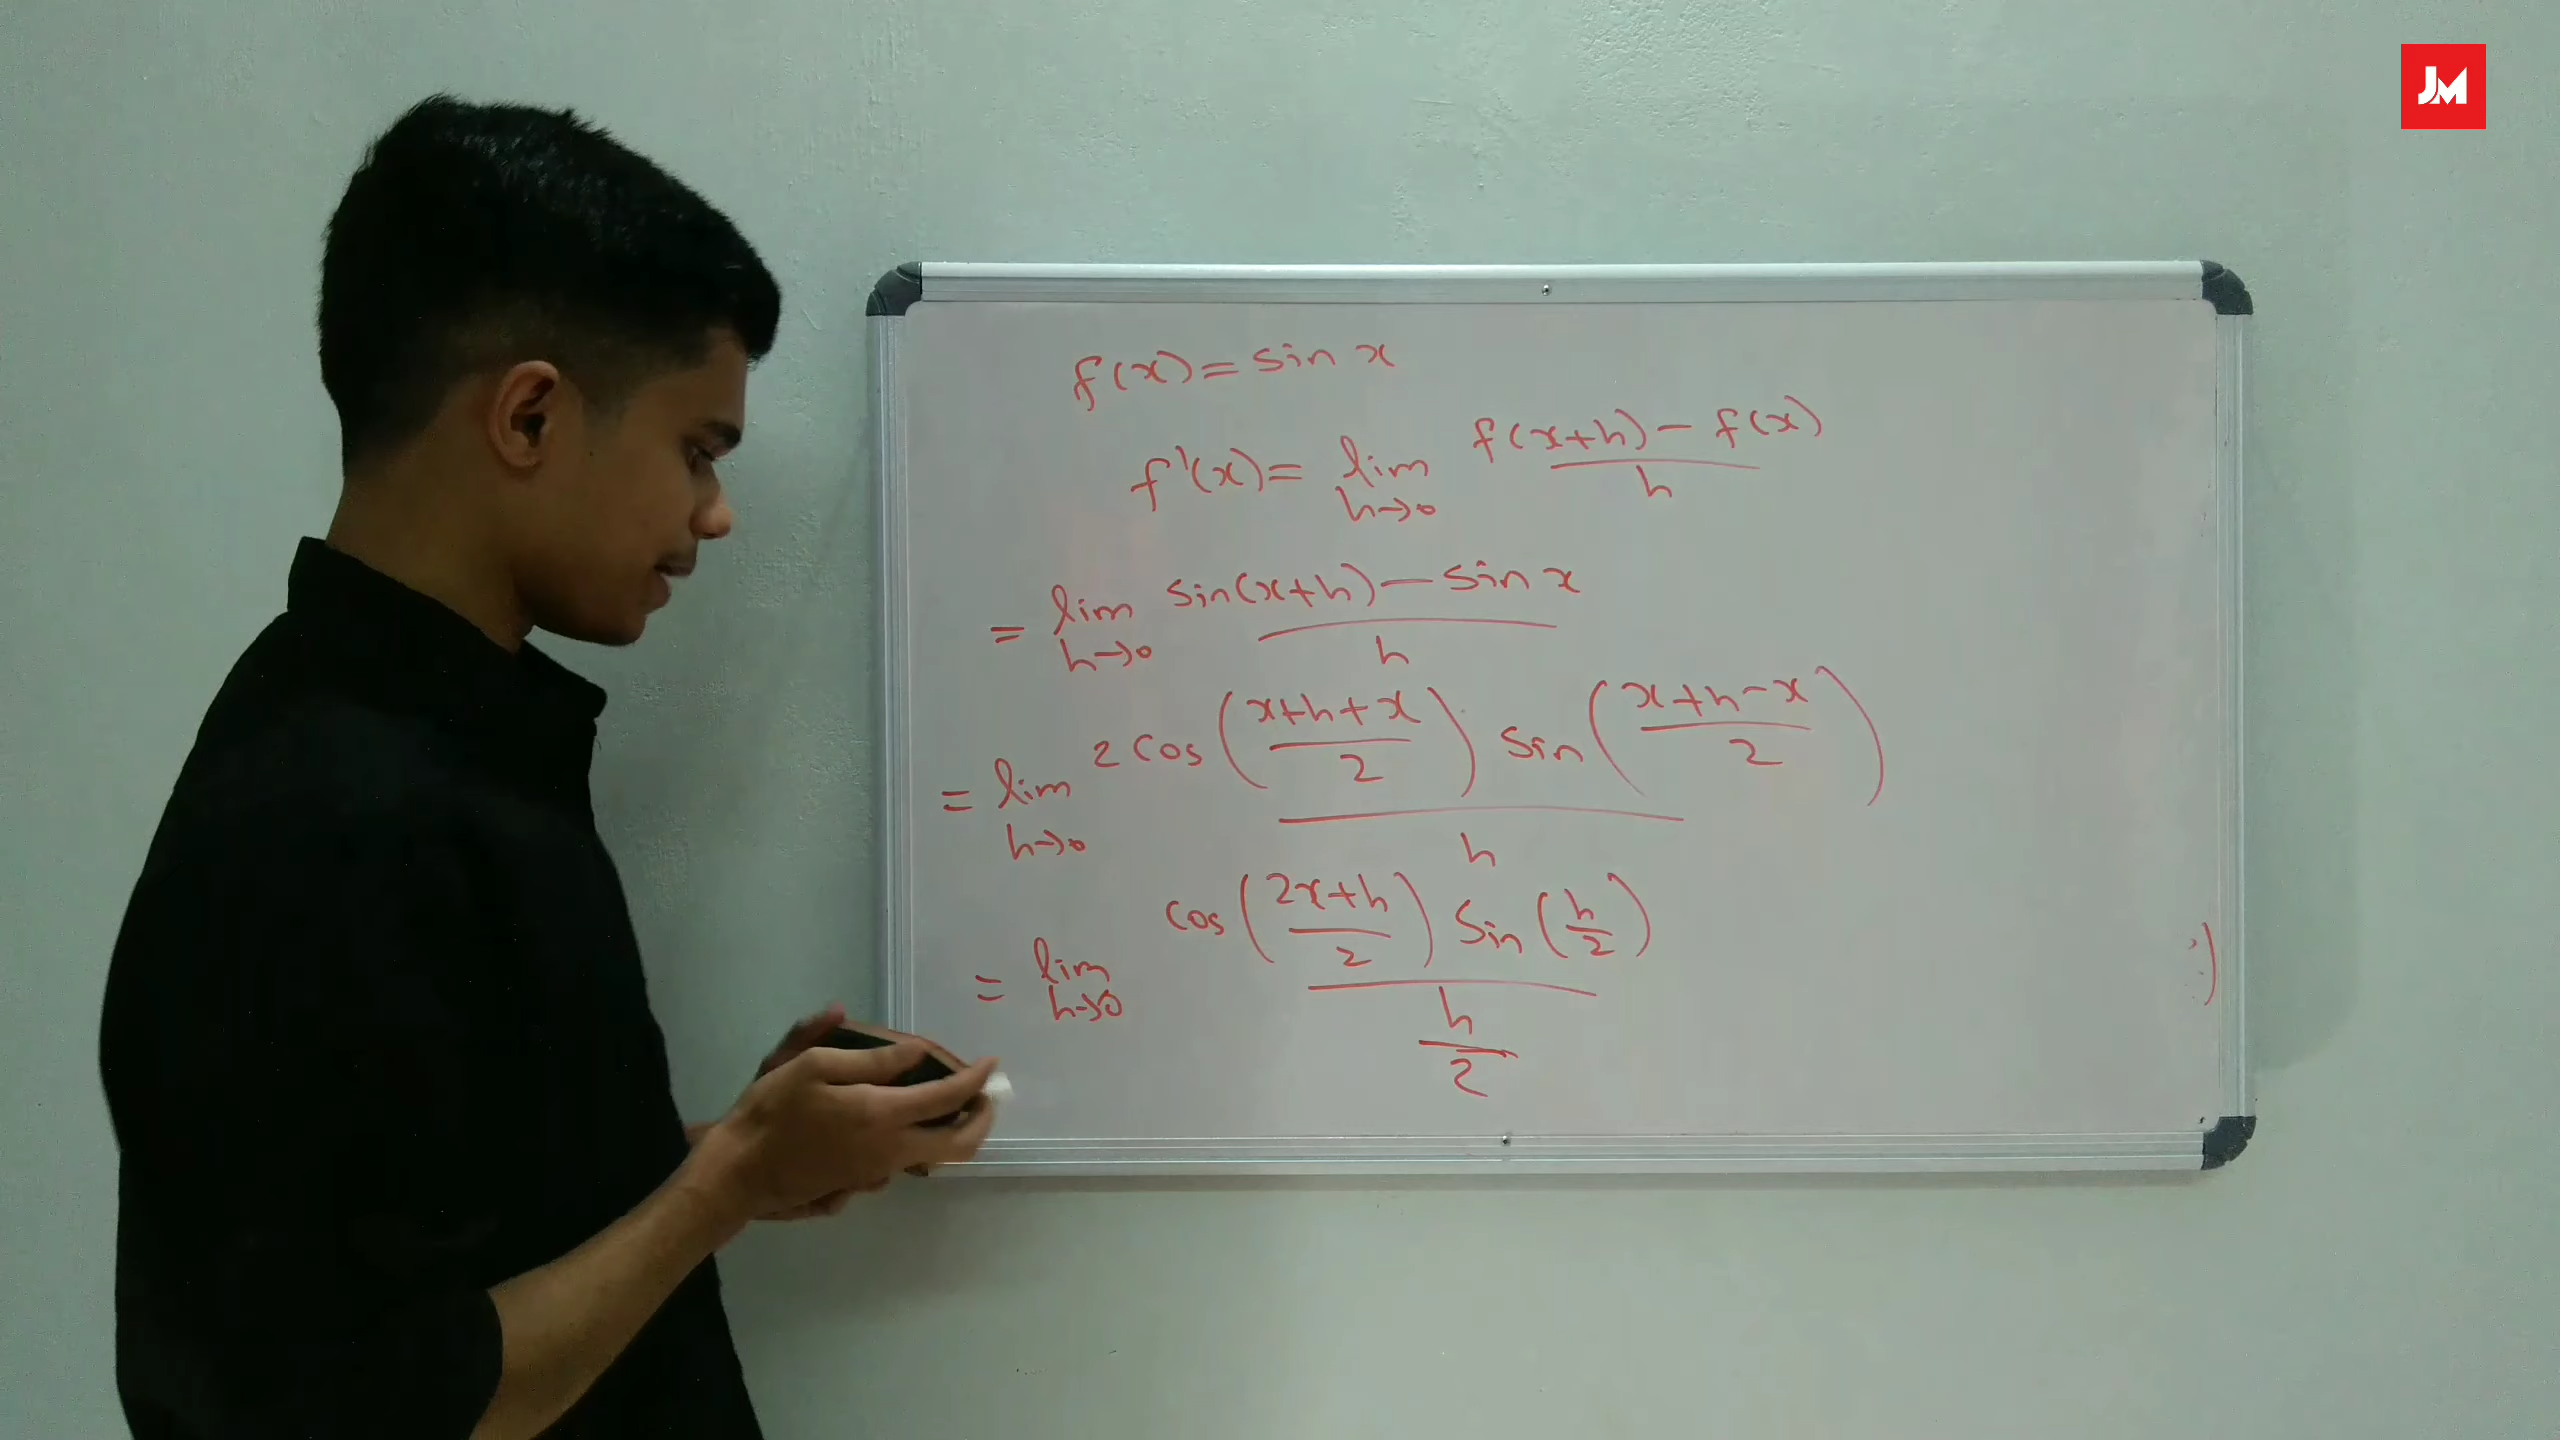 JM
f(x) = sin x
f'(x) = lim h→0 f(x+h) - f(x) / h
= lim h→0 sin(x+h) - sin x / h
= lim h→0 2 cos (x+h+x / 2) sin (x+h-x / 2) / h
= lim h→0 cos (2x+h / 2) sin (h/2) / h/2